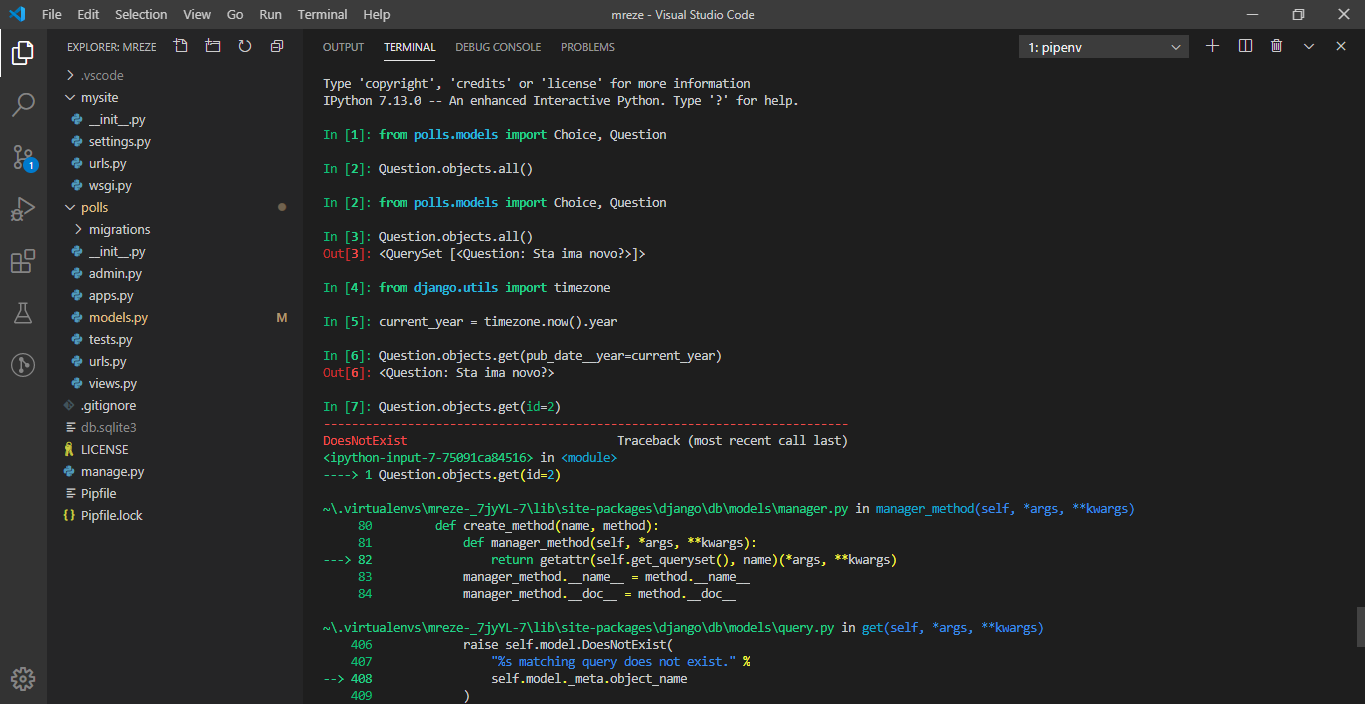 File Edit Selection View Go Run Terminal Help
mreze - Visual Studio Code
EXPLORER: MREZE
.vscode
mysite
__init__.py
settings.py
urls.py
wsgi.py
polls
migrations
__init__.py
admin.py
apps.py
models.py M
tests.py
urls.py
views.py
.gitignore
db.sqlite3
LICENSE
manage.py
Pipfile
Pipfile.lock
1
OUTPUT TERMINAL DEBUG CONSOLE PROBLEMS
1: pipenv
Type 'copyright', 'credits' or 'license' for more information
IPython 7.13.0 -- An enhanced Interactive Python. Type '?' for help.
In [1]: from polls.models import Choice, Question
In [2]: Question.objects.all()
In [2]: from polls.models import Choice, Question
In [3]: Question.objects.all()
Out[3]: <QuerySet [<Question: Sta ima novo?>]>
In [4]: from django.utils import timezone
In [5]: current_year = timezone.now().year
In [6]: Question.objects.get(pub_date__year=current_year)
Out[6]: <Question: Sta ima novo?>
In [7]: Question.objects.get(id=2)
---------------------------------------------------------------------------
DoesNotExist Traceback (most recent call last)
<ipython-input-7-75091ca84516> in <module>
----> 1 Question.objects.get(id=2)
~\.virtualenvs\mreze-_7jyYL-7\lib\site-packages\django\db\models\manager.py in manager_method(self, *args, **kwargs)
80 def create_method(name, method):
81 def manager_method(self, *args, **kwargs):
---> 82 return getattr(self.get_queryset(), name)(*args, **kwargs)
83 manager_method.__name__ = method.__name__
84 manager_method.__doc__ = method.__doc__
~\.virtualenvs\mreze-_7jyYL-7\lib\site-packages\django\db\models\query.py in get(self, *args, **kwargs)
406 raise self.model.DoesNotExist(
407 "%s matching query does not exist." %
--> 408 self.model._meta.object_name
409 )